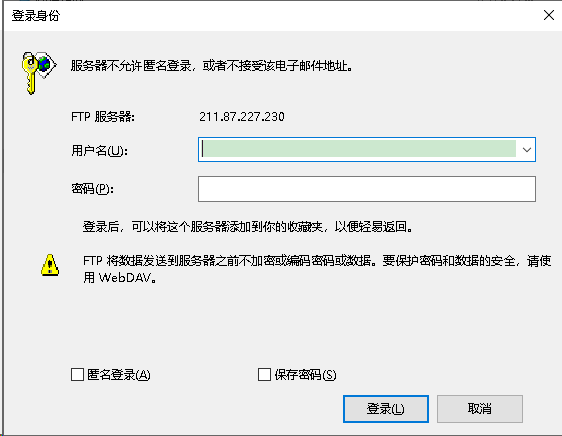 登录身份
服务器不允许匿名登录，或者不接受该电子邮件地址。
FTP 服务器: 211.87.227.230
用户名(U):
密码(P):
登录后，可以将这个服务器添加到你的收藏夹，以便轻易返回。
FTP 将数据发送到服务器之前不加密或编码密码或数据。要保护密码和数据的安全，请使
用 WebDAV。
匿名登录(A) 保存密码(S)
登录(L) 取消